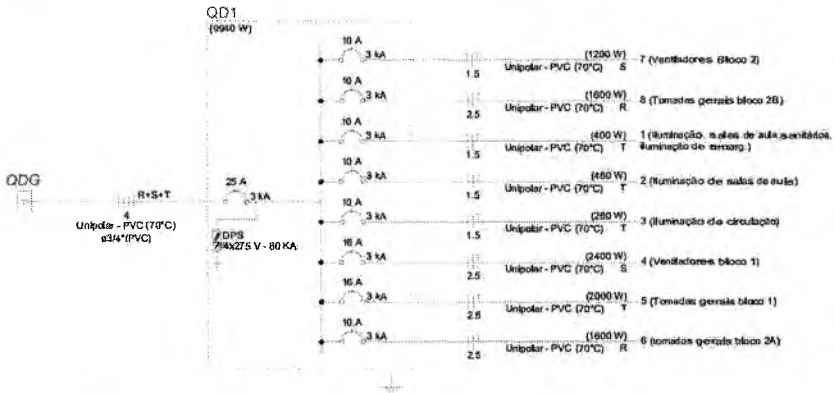 QD1
(9940 W)
10 A
3 kA
(1200 W)
7 (Ventiladores Bloco 2)
Unipolar - PVC (70°C) S
1.5
10 A
3 kA
(1600 W)
8 (Tomadas gerais bloco 2B)
Unipolar - PVC (70°C) R
2.5
10 A
3 kA
(400 W)
1 (Iluminação, salas de aula sanitários,
iluminação de emerg.)
Unipolar - PVC (70°C) T
1.5
10 A
3 kA
(460 W)
2 (Iluminação de salas de aula)
Unipolar - PVC (70°C) T
1.5
QDG
R+S+T
4
Unipolar - PVC (70°C)
ø3/4"(PVC)
25 A
3 kA
DPS
4x275 V - 80 KA
10 A
3 kA
(280 W)
3 (Iluminação de circulação)
Unipolar - PVC (70°C) T
1.5
16 A
3 kA
(2400 W)
4 (Ventiladores bloco 1)
Unipolar - PVC (70°C) S
2.5
16 A
3 kA
(2000 W)
5 (Tomadas gerais bloco 1)
Unipolar - PVC (70°C) T
2.5
10 A
3 kA
(1600 W)
6 (tomadas gerais bloco 2A)
Unipolar - PVC (70°C) R
2.5